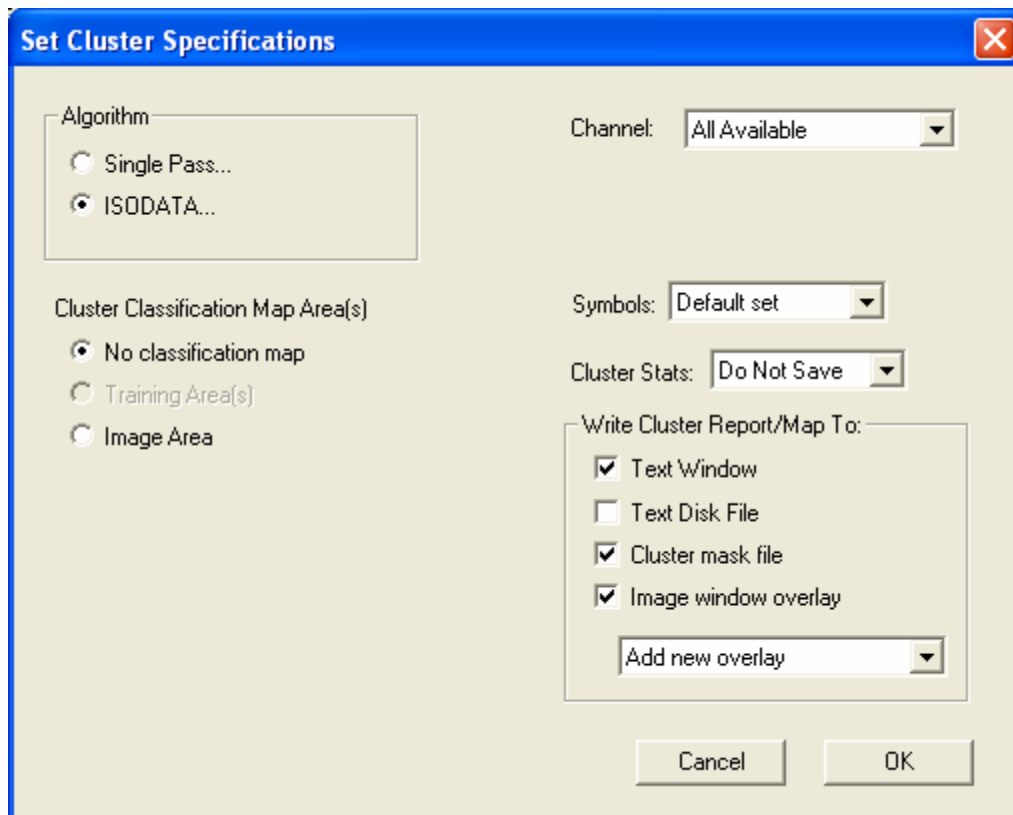 Set Cluster Specifications
Algorithm
Single Pass...
ISODATA...
Channel: All Available
Cluster Classification Map Area(s)
No classification map
Training Area(s)
Image Area
Symbols: Default set
Cluster Stats: Do Not Save
Write Cluster Report/Map To:
Text Window
Text Disk File
Cluster mask file
Image window overlay
Add new overlay
Cancel OK